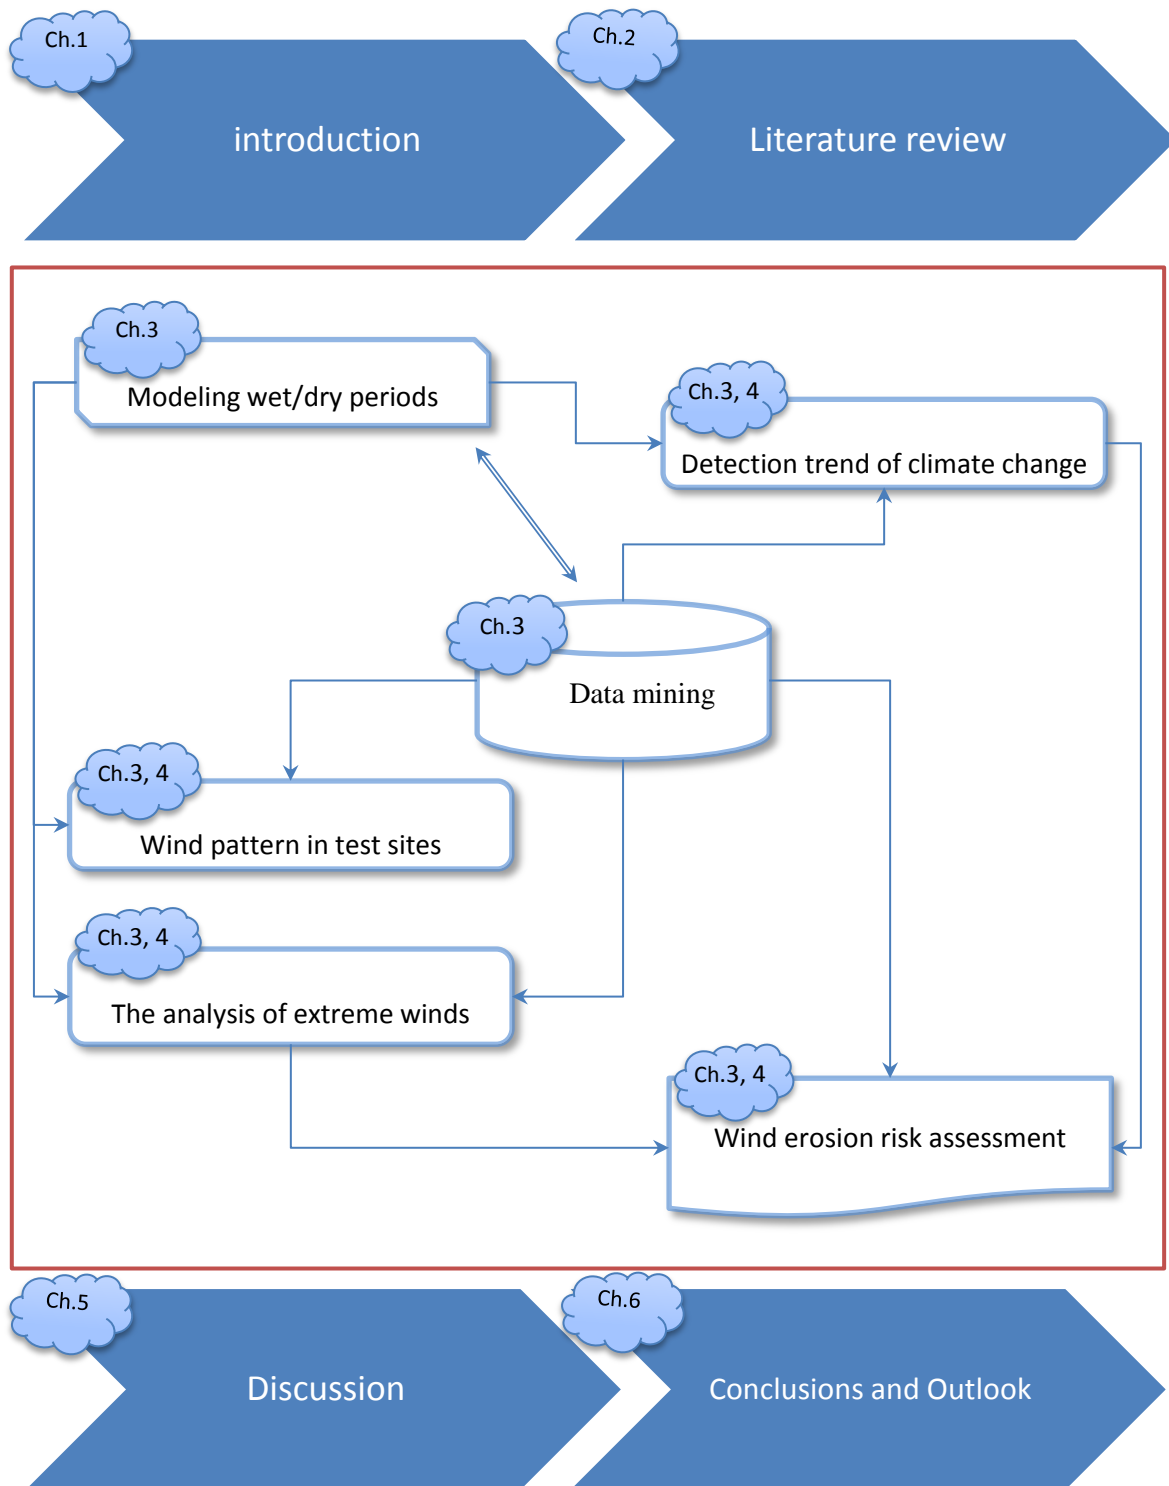 Ch.1
introduction
Ch.2
Literature review
Ch.3
Modeling wet/dry periods
Ch.3, 4
Detection trend of climate change
Ch.3
Data mining
Ch.3, 4
Wind pattern in test sites
Ch.3, 4
The analysis of extreme winds
Ch.3, 4
Wind erosion risk assessment
Ch.5
Discussion
Ch.6
Conclusions and Outlook